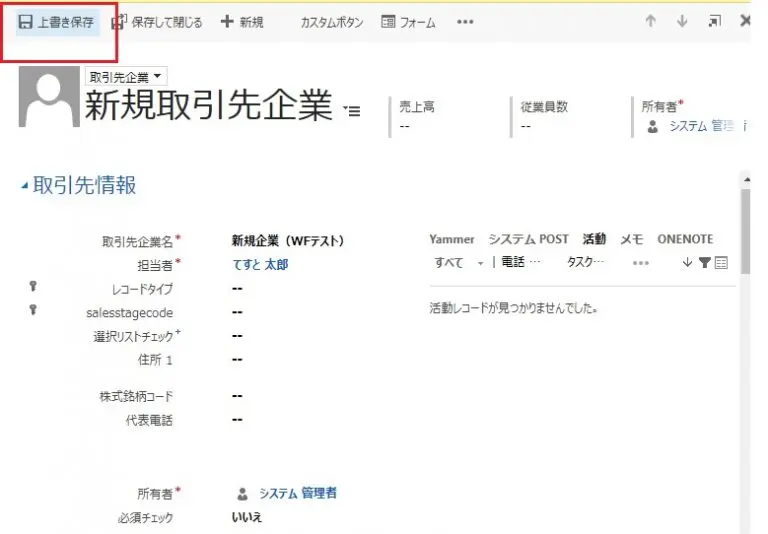 上書き保存 保存して閉じる 新規 カスタムボタン フォーム •••
取引先企業
新規取引先企業
売上高 従業員数 所有者*
-- -- システム 管理
取引先情報
取引先企業名* 新規企業（WFテスト）
担当者* てすと 太郎
レコードタイプ --
salesstagecode --
選択リストチェック+ --
住所 1 --
株式銘柄コード --
代表電話 --
所有者* システム 管理者
必須チェック いいえ
Yammer システム POST 活動 メモ ONENOTE
すべて | 電話 ... タスク... •••
活動レコードが見つかりませんでした。